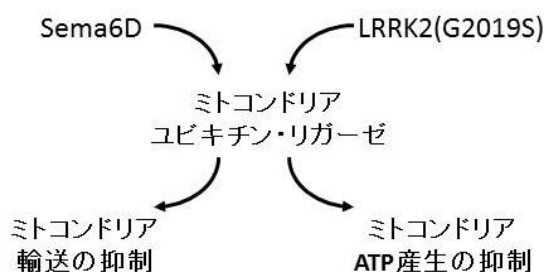 Sema6D
LRRK2(G2019S)
ミトコンドリア
ユビキチン・リガーゼ
ミトコンドリア
輸送の抑制
ミトコンドリア
ATP産生の抑制